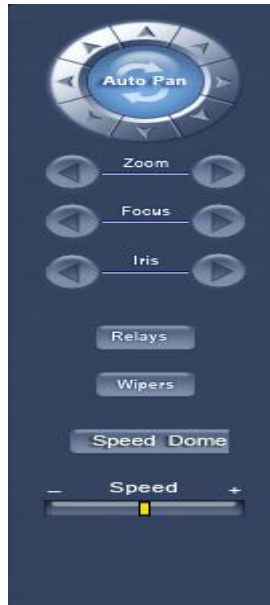 Auto Pan
Zoom
Focus
Iris
Relays
Wipers
Speed Dome
– Speed +